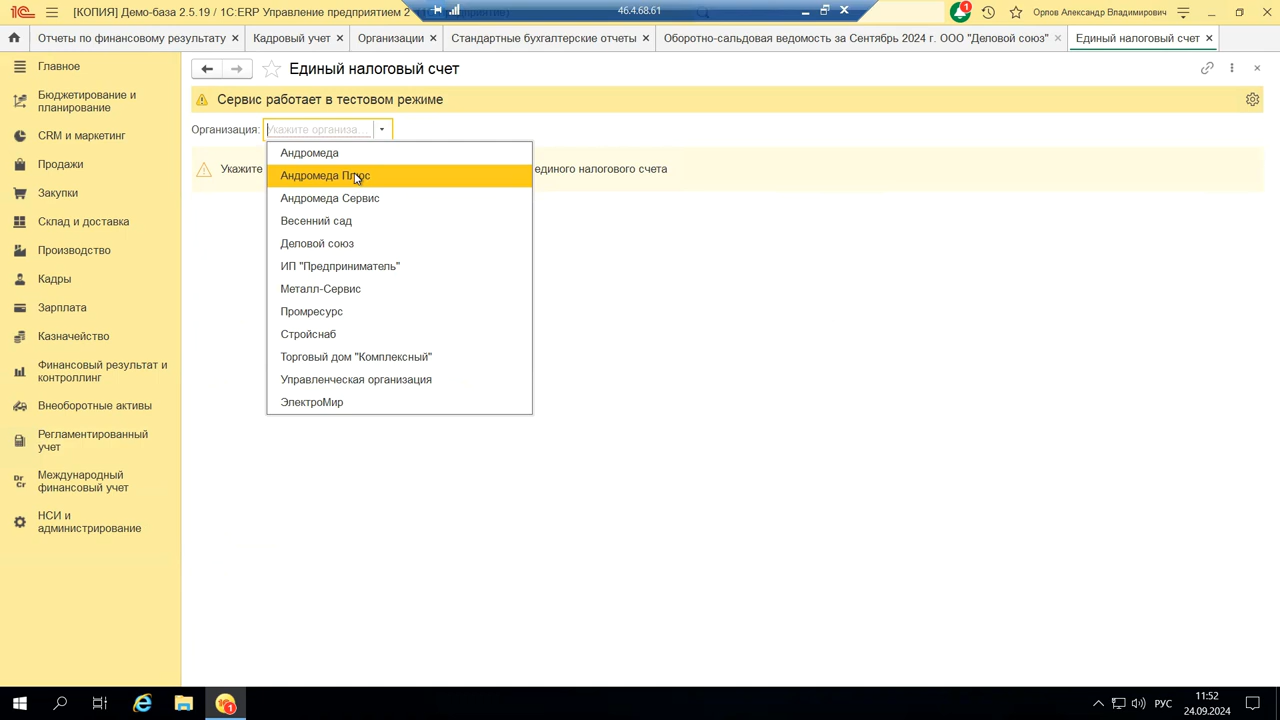 [КОПИЯ] Демо-база 2.5.19 / 1С:ERP Управление предприятием 2
46.4.68.61
1
Орлов Александр Владимирович
Отчеты по финансовому результату
Кадровый учет
Организации
Стандартные бухгалтерские отчеты
Оборотно-сальдовая ведомость за Сентябрь 2024 г. ООО "Деловой союз"
Единый налоговый счет
Главное
Бюджетирование и
планирование
CRM и маркетинг
Продажи
Закупки
Склад и доставка
Производство
Кадры
Зарплата
Казначейство
Финансовый результат и
контроллинг
Внеоборотные активы
Регламентированный
учет
Международный
финансовый учет
НСИ и
администрирование
Единый налоговый счет
Сервис работает в тестовом режиме
Организация: Укажите организа...
Укажите
единого налогового счета
Андромеда
Андромеда Плюс
Андромеда Сервис
Весенний сад
Деловой союз
ИП "Предприниматель"
Металл-Сервис
Промресурс
Стройснаб
Торговый дом "Комплексный"
Управленческая организация
ЭлектроМир
1
РУС
11:52
24.09.2024